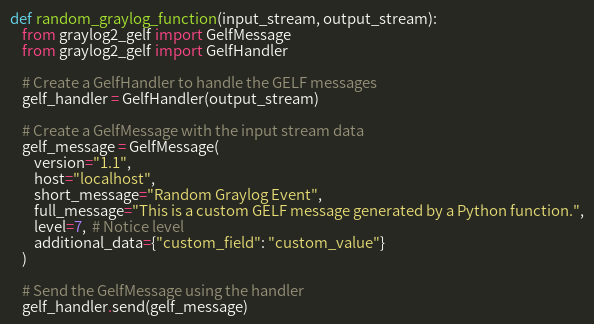 def random_graylog_function(input_stream, output_stream):
    from graylog2_gelf import GelfMessage
    from graylog2_gelf import GelfHandler

    # Create a GelfHandler to handle the GELF messages
    gelf_handler = GelfHandler(output_stream)

    # Create a GelfMessage with the input stream data
    gelf_message = GelfMessage(
        version="1.1",
        host="localhost",
        short_message="Random Graylog Event",
        full_message="This is a custom GELF message generated by a Python function.",
        level=7,  # Notice level
        additional_data={"custom_field": "custom_value"}
    )

    # Send the GelfMessage using the handler
    gelf_handler.send(gelf_message)